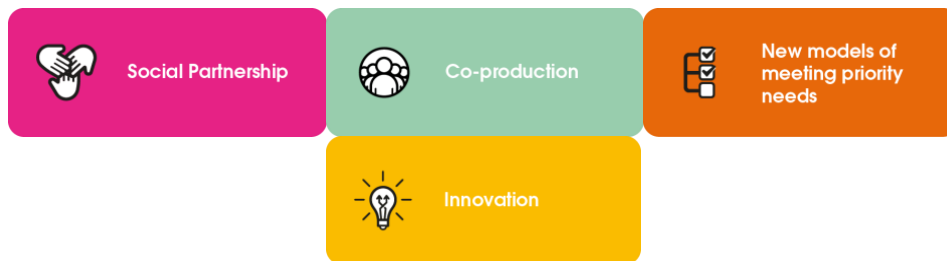 Social Partnership
Co-production
New models of
meeting priority
needs
Innovation